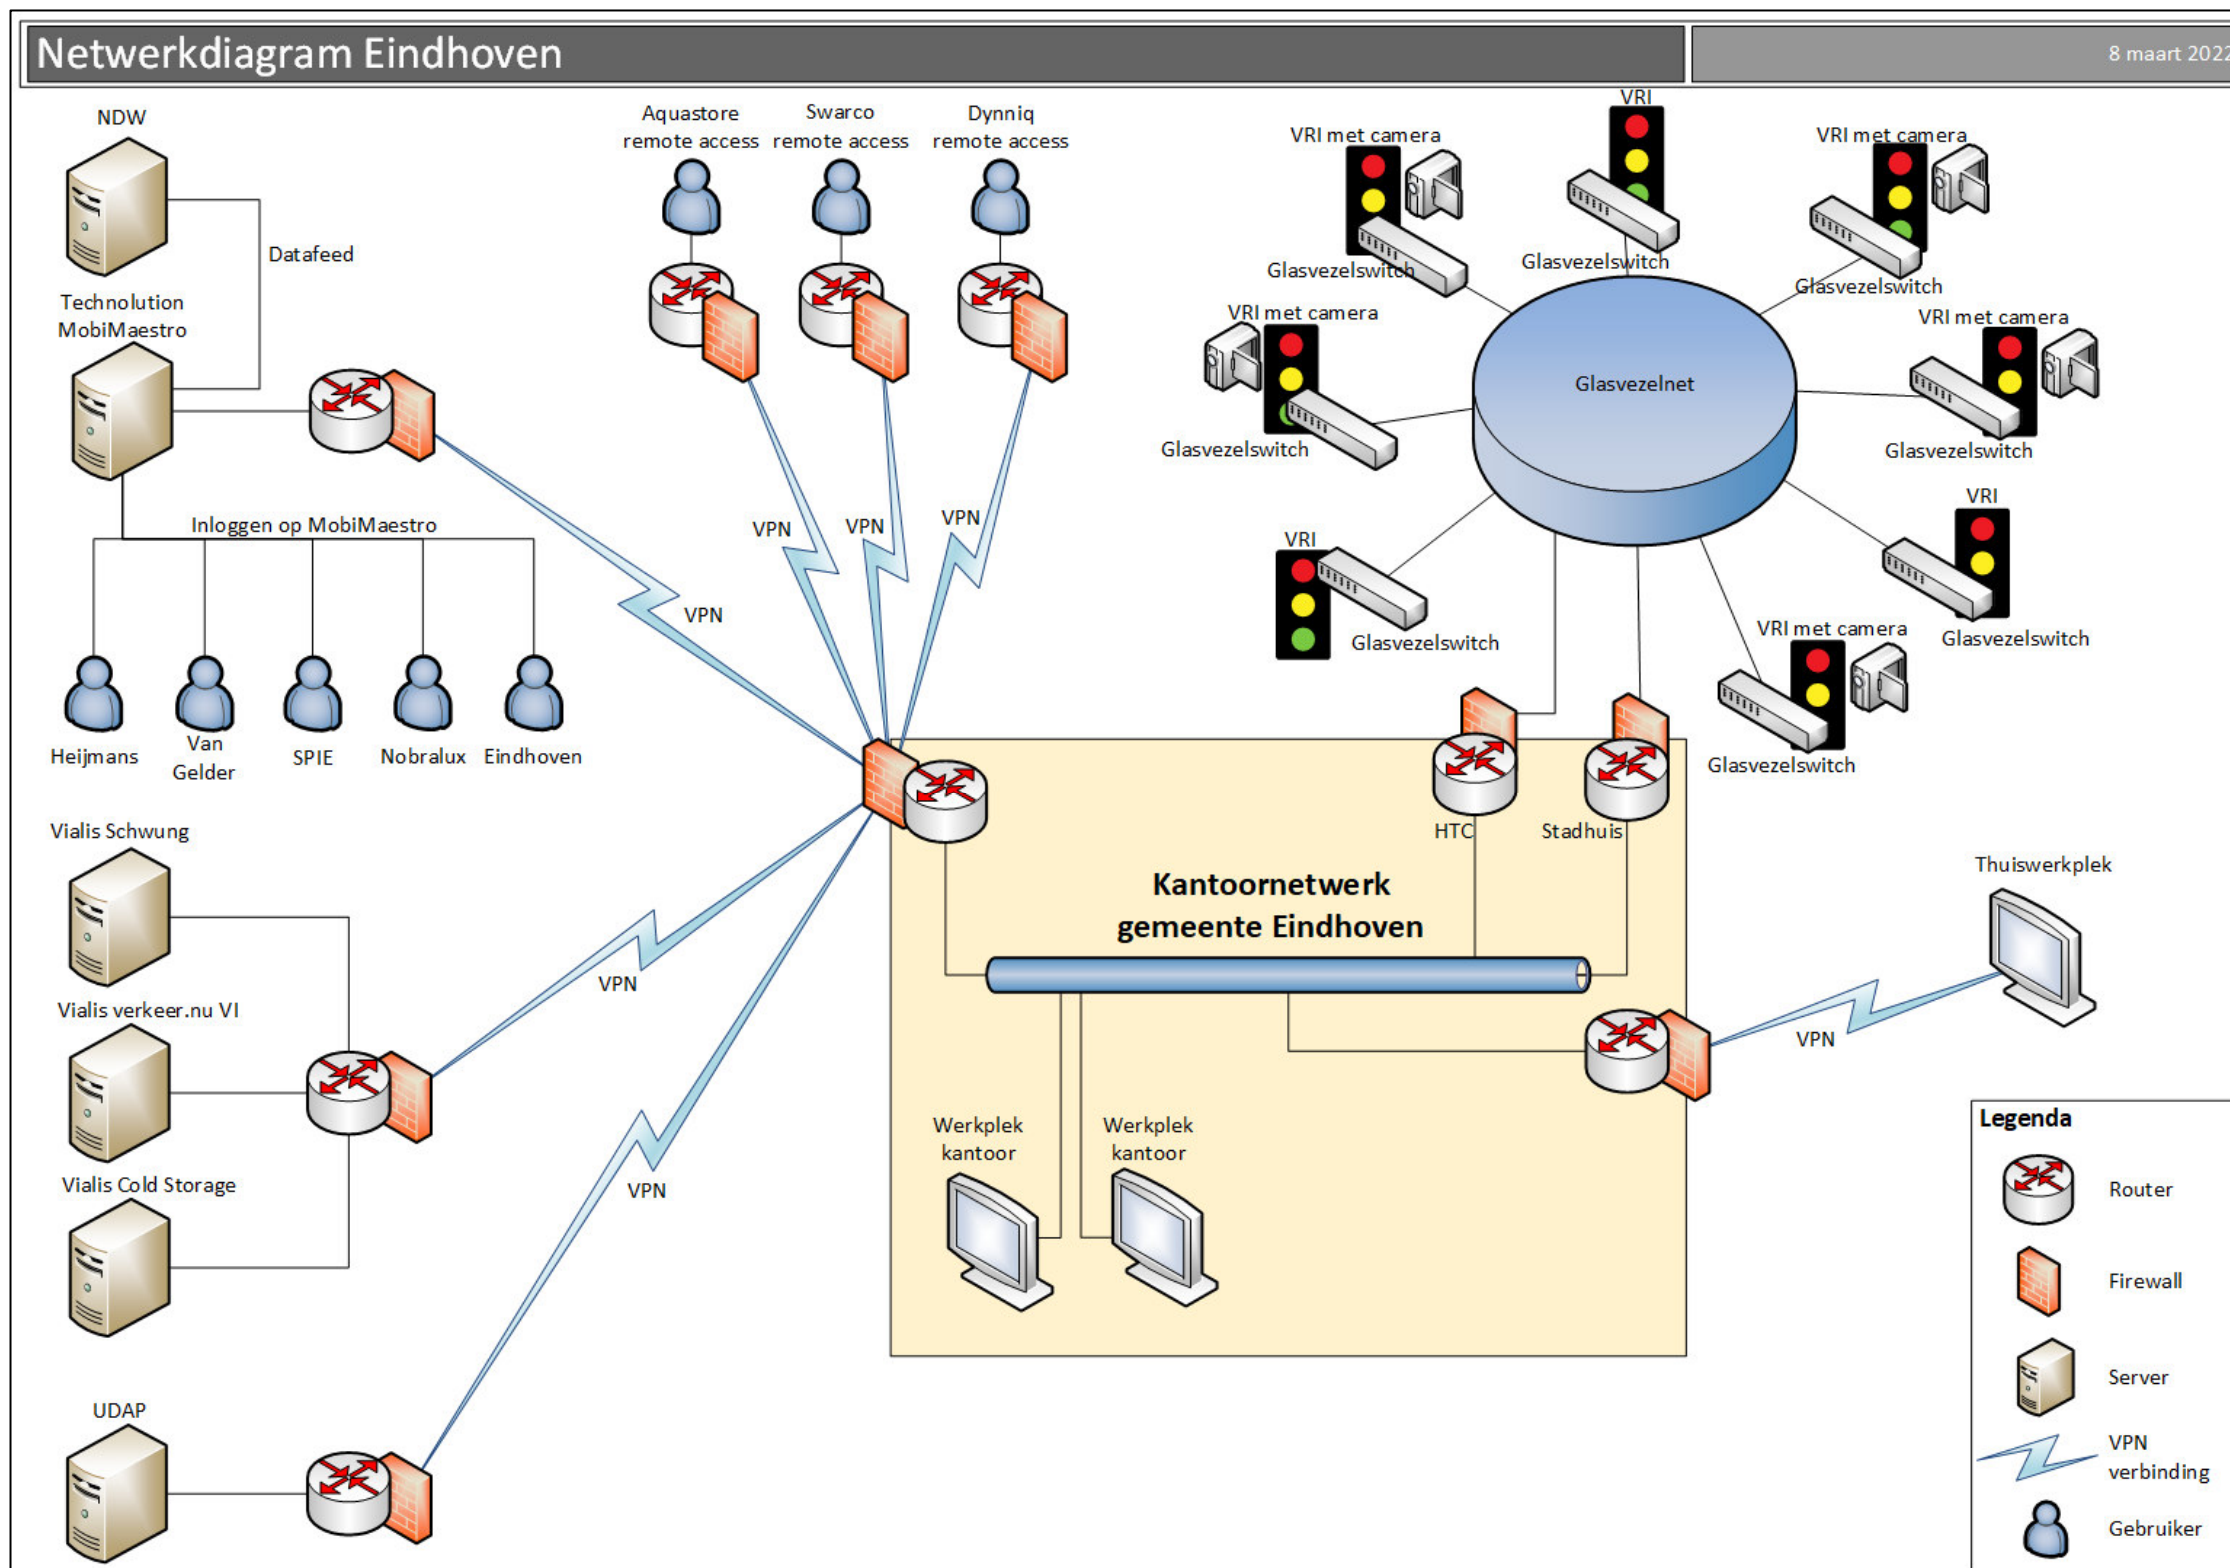 Netwerkdiagram Eindhoven
8 maart 2022
NDW
Datafeed
Technolution
MobiMaestro
Inloggen op MobiMaestro
Heijmans
Van
Gelder
SPIE
Nobralux
Eindhoven
Aquastore
remote access
Swarco
remote access
Dynniq
remote access
VPN
VPN
VPN
VPN
VRI
VRI met camera
VRI met camera
Glasvezelswitch
Glasvezelswitch
Glasvezelswitch
VRI met camera
VRI met camera
Glasvezelnet
Glasvezelswitch
Glasvezelswitch
VRI
VRI
Glasvezelswitch
Glasvezelswitch
VRI met camera
Glasvezelswitch
HTC
Stadhuis
Kantoornetwerk
gemeente Eindhoven
Thuiswerkplek
VPN
Werkplek
kantoor
Werkplek
kantoor
Vialis Schwung
Vialis verkeer.nu VI
Vialis Cold Storage
VPN
VPN
UDAP
Legenda
Router
Firewall
Server
VPN
verbinding
Gebruiker